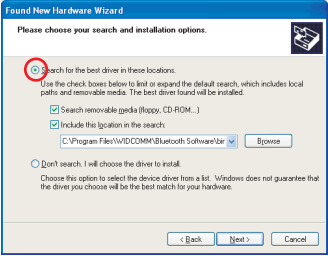 Found New Hardware Wizard
Please choose your search and installation options.
Search for the best driver in these locations.
Use the check boxes below to limit or expand the default search, which includes local
paths and removable media. The best driver found will be installed.
Search removable media (floppy, CD-ROM...)
Include this location in the search:
C:\Program Files\WIDCOMM\Bluetooth Software\bir
Browse
Don't search. I will choose the driver to install.
Choose this option to select the device driver from a list. Windows does not guarantee that
the driver you choose will be the best match for your hardware.
< Back Next > Cancel